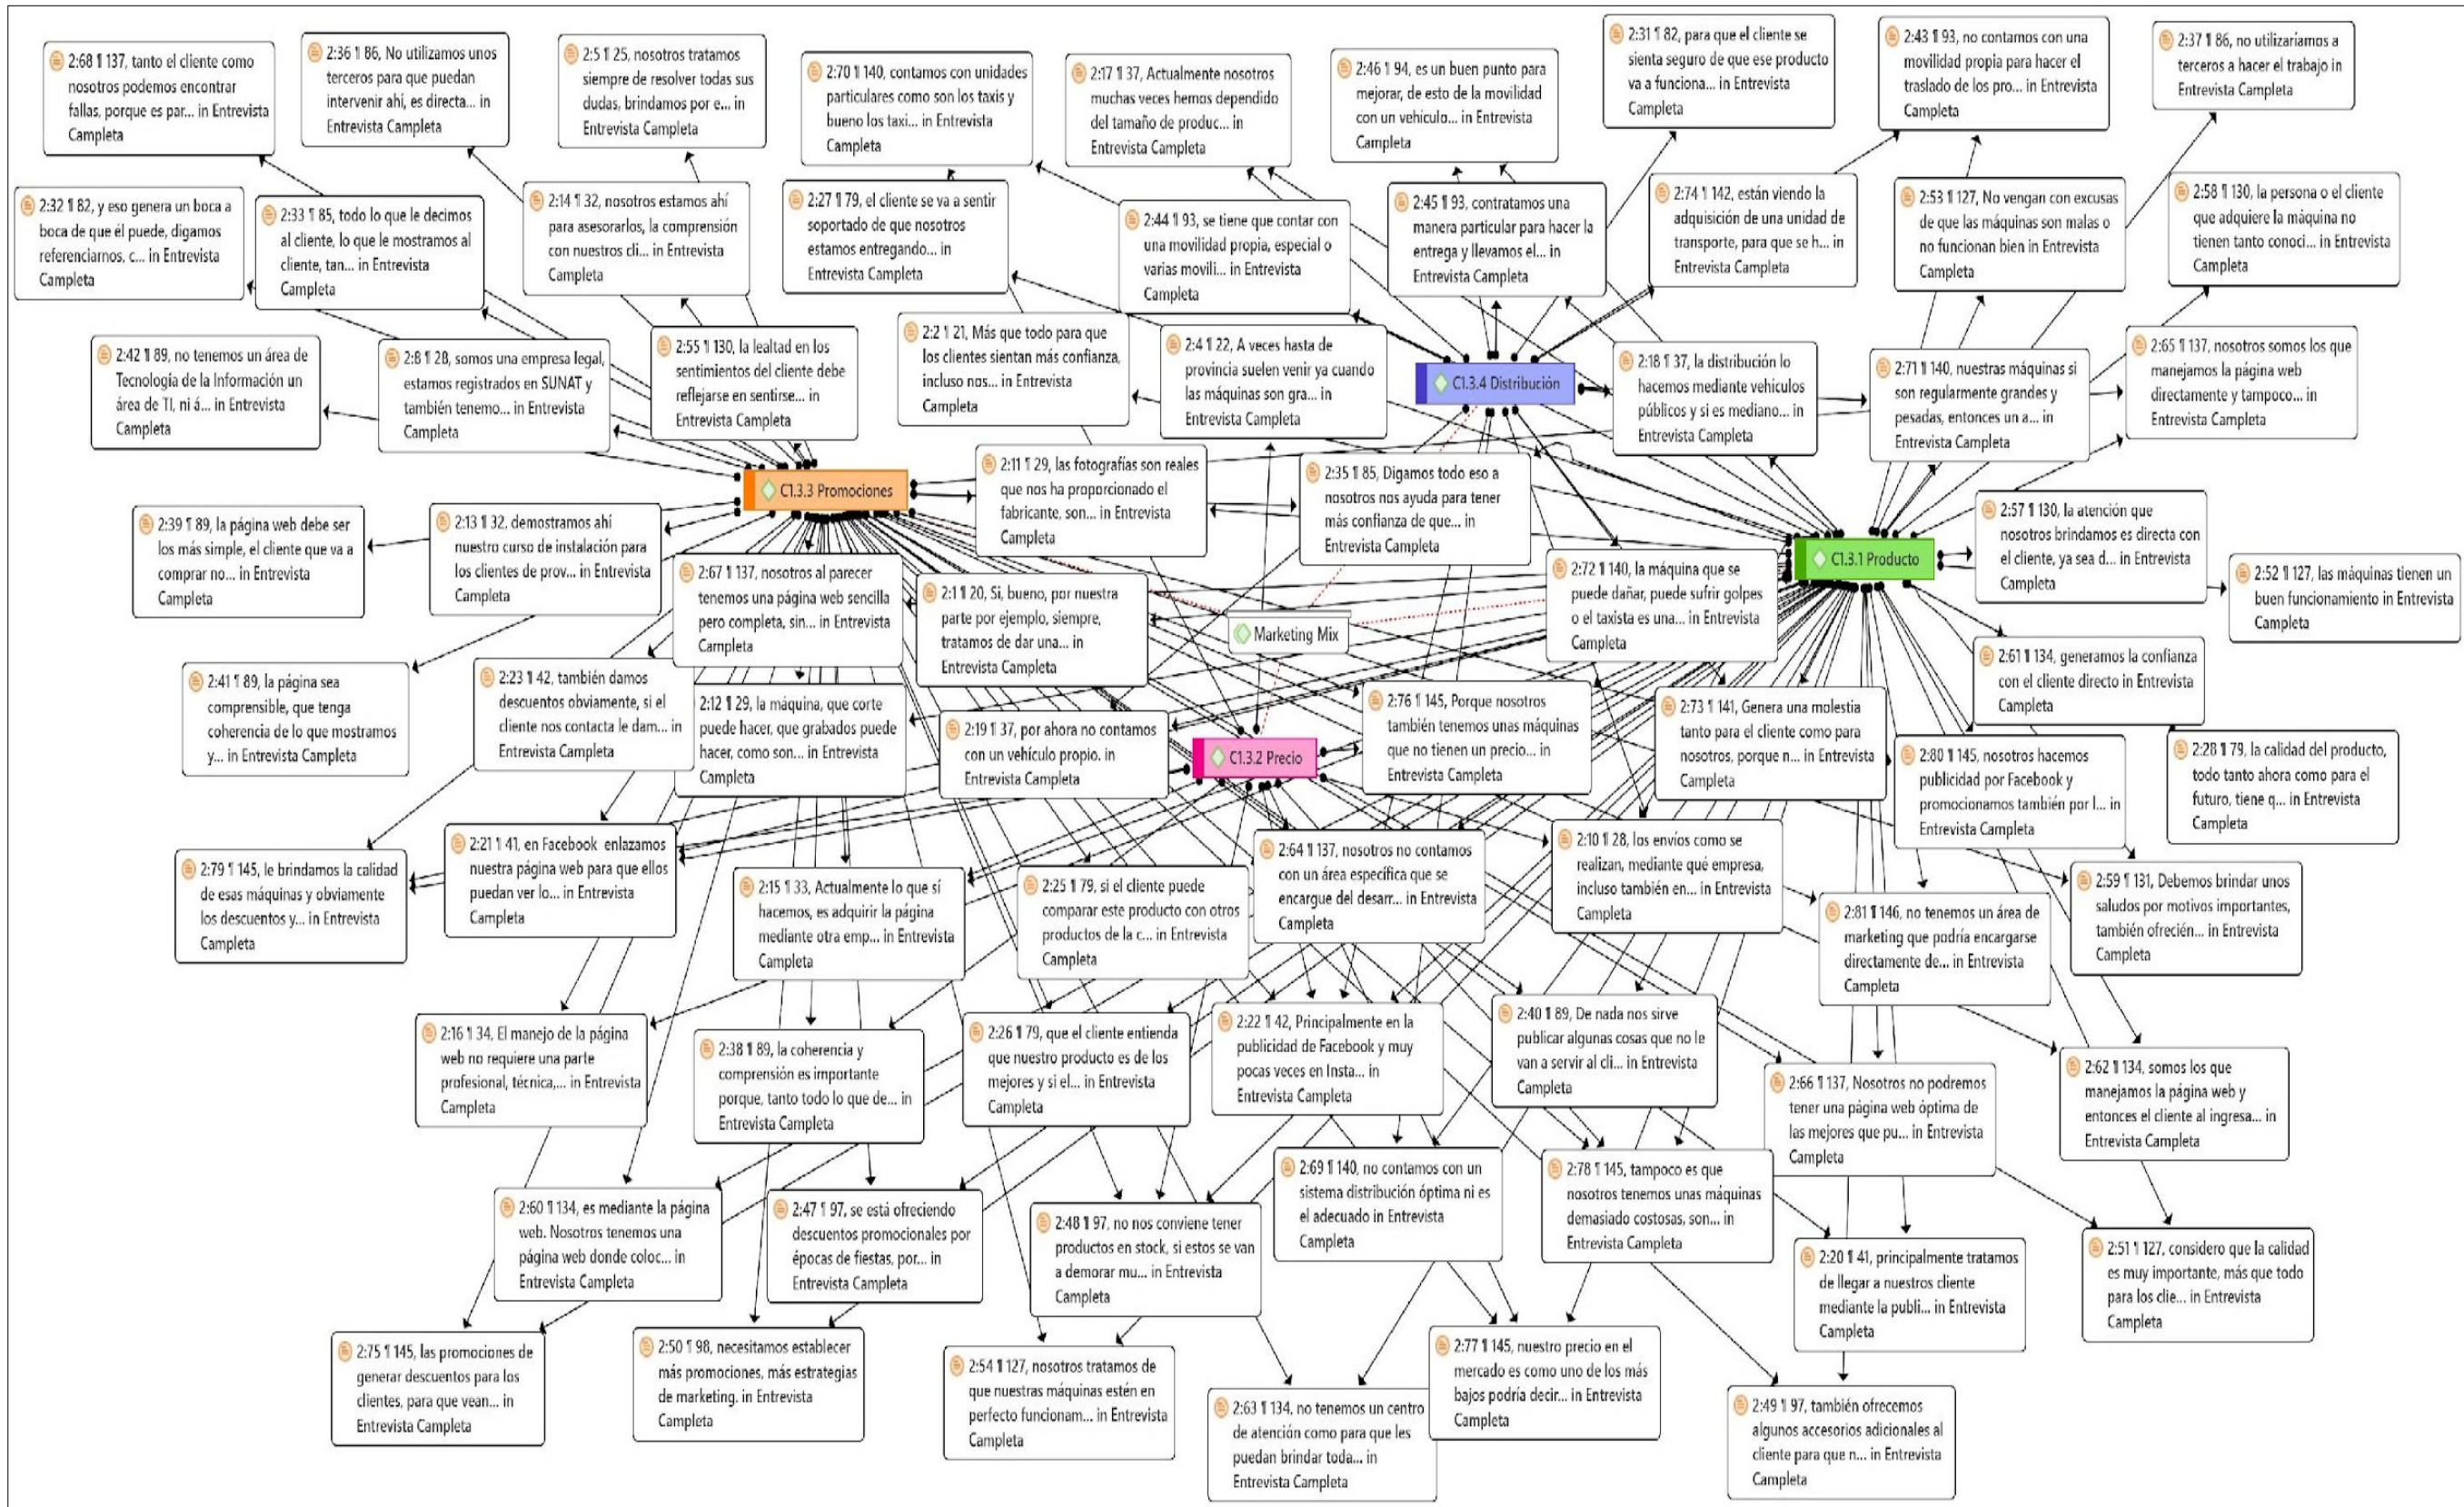 2:68 ¶ 137, tanto el cliente como
nosotros podemos encontrar
fallas, porque es par... in Entrevista
Campleta
2:36 ¶ 86, No utilizamos unos
terceros para que puedan
intervenir ahí, es directa... in
Entrevista Campleta
2:5 ¶ 25, nosotros tratamos
siempre de resolver todas sus
dudas, brindamos por e... in
Entrevista Campleta
2:70 ¶ 140, contamos con unidades
particulares como son los taxis y
bueno los taxi... in Entrevista
Campleta
2:17 ¶ 37, Actualmente nosotros
muchas veces hemos dependido
del tamaño de produc... in
Entrevista Campleta
2:46 ¶ 94, es un buen punto para
mejorar, de esto de la movilidad
con un vehículo... in Entrevista
Campleta
2:31 ¶ 82, para que el cliente se
sienta seguro de que ese producto
va a funciona... in Entrevista
Campleta
2:43 ¶ 93, no contamos con una
movilidad propia para hacer el
traslado de los pro... in Entrevista
Campleta
2:37 ¶ 86, no utilizaríamos a
terceros a hacer el trabajo in
Entrevista Campleta
2:32 ¶ 82, y eso genera un boca a
boca de que él puede, digamos
referenciarnos, c... in Entrevista
Campleta
2:33 ¶ 85, todo lo que le decimos
al cliente, lo que le mostramos al
cliente, tan... in Entrevista
Campleta
2:14 ¶ 32, nosotros estamos ahí
para asesorarlos, la comprensión
con nuestros cli... in Entrevista
Campleta
2:27 ¶ 79, el cliente se va a sentir
soportado de que nosotros
estamos entregando... in
Entrevista Campleta
2:44 ¶ 93, se tiene que contar con
una movilidad propia, especial o
varias movili... in Entrevista
Campleta
2:45 ¶ 93, contratamos una
manera particular para hacer la
entrega y llevamos el... in
Entrevista Campleta
2:74 ¶ 142, están viendo la
adquisición de una unidad de
transporte, para que se h... in
Entrevista Campleta
2:53 ¶ 127, No vengan con excusas
de que las máquinas son malas o
no funcionan bien in Entrevista
Campleta
2:58 ¶ 130, la persona o el cliente
que adquiere la máquina no
tienen tanto conoci... in Entrevista
Campleta
2:42 ¶ 89, no tenemos un área de
Tecnología de la Información un
área de TI, ni á... in Entrevista
Campleta
2:8 ¶ 28, somos una empresa legal,
estamos registrados en SUNAT y
también tenemo... in Entrevista
Campleta
2:55 ¶ 130, la lealtad en los
sentimientos del cliente debe
reflejarse en sentirse... in
Entrevista Campleta
2:2 ¶ 21, Más que todo para que
los clientes sientan más confianza,
incluso nos... in Entrevista
Campleta
2:4 ¶ 22, A veces hasta de
provincia suelen venir ya cuando
las máquinas son gra... in
Entrevista Campleta
C1.3.4 Distribución
2:18 ¶ 37, la distribución lo
hacemos mediante vehículos
públicos y si es mediano... in
Entrevista Campleta
2:71 ¶ 140, nuestras máquinas si
son regularmente grandes y
pesadas, entonces un a... in
Entrevista Campleta
2:65 ¶ 137, nosotros somos los que
manejamos la página web
directamente y tampoco... in
Entrevista Campleta
C1.3.3 Promociones
2:11 ¶ 29, las fotografías son reales
que nos ha proporcionado el
fabricante, son... in Entrevista
Campleta
2:35 ¶ 85, Digamos todo eso a
nosotros nos ayuda para tener
más confianza de que... in
Entrevista Campleta
2:39 ¶ 89, la página web debe ser
los más simple, el cliente que va a
comprar no... in Entrevista
Campleta
2:13 ¶ 32, demostramos ahí
nuestro curso de instalación para
los clientes de prov... in Entrevista
Campleta
2:67 ¶ 137, nosotros al parecer
tenemos una página web sencilla
pero completa, sin... in Entrevista
Campleta
2:1 ¶ 20, Si, bueno, por nuestra
parte por ejemplo, siempre,
tratamos de dar una... in
Entrevista Campleta
Marketing Mix
2:72 ¶ 140, la máquina que se
puede dañar, puede sufrir golpes
o el taxista es una... in Entrevista
Campleta
C1.3.1 Producto
2:57 ¶ 130, la atención que
nosotros brindamos es directa con
el cliente, ya sea d... in Entrevista
Campleta
2:52 ¶ 127, las máquinas tienen un
buen funcionamiento in Entrevista
Campleta
2:61 ¶ 134, generamos la confianza
con el cliente directo in Entrevista
Campleta
2:41 ¶ 89, la página sea
comprensible, que tenga
coherencia de lo que mostramos
y... in Entrevista Campleta
2:23 ¶ 42, también damos
descuentos obviamente, si el
cliente nos contacta le dam... in
Entrevista Campleta
2:12 ¶ 29, la máquina, que corte
puede hacer, que grabados puede
hacer, como son... in Entrevista
Campleta
2:19 ¶ 37, por ahora no contamos
con un vehículo propio. in
Entrevista Campleta
C1.3.2 Precio
2:76 ¶ 145, Porque nosotros
también tenemos unas máquinas
que no tienen un precio... in
Entrevista Campleta
2:73 ¶ 141, Genera una molestia
tanto para el cliente como para
nosotros, porque n... in Entrevista
Campleta
2:80 ¶ 145, nosotros hacemos
publicidad por Facebook y
promocionamos también por l... in
Entrevista Campleta
2:28 ¶ 79, la calidad del producto,
todo tanto ahora como para el
futuro, tiene q... in Entrevista
Campleta
2:79 ¶ 145, le brindamos la calidad
de esas máquinas y obviamente
los descuentos y... in Entrevista
Campleta
2:21 ¶ 41, en Facebook enlazamos
nuestra página web para que ellos
puedan ver lo... in Entrevista
Campleta
2:15 ¶ 33, Actualmente lo que sí
hacemos, es adquirir la página
mediante otra emp... in Entrevista
Campleta
2:25 ¶ 79, si el cliente puede
comparar este producto con otros
productos de la c... in Entrevista
Campleta
2:64 ¶ 137, nosotros no contamos
con un área específica que se
encargue del desarr... in Entrevista
Campleta
2:10 ¶ 28, los envíos como se
realizan, mediante qué empresa,
incluso también en... in Entrevista
Campleta
2:81 ¶ 146, no tenemos un área de
marketing que podría encargarse
directamente de... in Entrevista
Campleta
2:59 ¶ 131, Debemos brindar unos
saludos por motivos importantes,
también ofrecién... in Entrevista
Campleta
2:16 ¶ 34, El manejo de la página
web no requiere una parte
profesional, técnica,... in Entrevista
Campleta
2:38 ¶ 89, la coherencia y
comprensión es importante
porque, tanto todo lo que de... in
Entrevista Campleta
2:26 ¶ 79, que el cliente entienda
que nuestro producto es de los
mejores y si el... in Entrevista
Campleta
2:22 ¶ 42, Principalmente en la
publicidad de Facebook y muy
pocas veces en Insta... in
Entrevista Campleta
2:40 ¶ 89, De nada nos sirve
publicar algunas cosas que no le
van a servir al cli... in Entrevista
Campleta
2:66 ¶ 137, Nosotros no podremos
tener una página web óptima de
las mejores que pu... in Entrevista
Campleta
2:62 ¶ 134, somos los que
manejamos la página web y
entonces el cliente al ingresa... in
Entrevista Campleta
2:60 ¶ 134, es mediante la página
web. Nosotros tenemos una
página web donde coloc... in
Entrevista Campleta
2:47 ¶ 97, se está ofreciendo
descuentos promocionales por
épocas de fiestas, por... in
Entrevista Campleta
2:48 ¶ 97, no nos conviene tener
productos en stock, si estos se van
a demorar mu... in Entrevista
Campleta
2:69 ¶ 140, no contamos con un
sistema distribución óptima ni es
el adecuado in Entrevista
Campleta
2:78 ¶ 145, tampoco es que
nosotros tenemos unas máquinas
demasiado costosas, son... in
Entrevista Campleta
2:20 ¶ 41, principalmente tratamos
de llegar a nuestros cliente
mediante la publi... in Entrevista
Campleta
2:51 ¶ 127, considero que la calidad
es muy importante, más que todo
para los clie... in Entrevista
Campleta
2:75 ¶ 145, las promociones de
generar descuentos para los
clientes, para que vean... in
Entrevista Campleta
2:50 ¶ 98, necesitamos establecer
más promociones, más estrategias
de marketing. in Entrevista
Campleta
2:54 ¶ 127, nosotros tratamos de
que nuestras máquinas estén en
perfecto funcionam... in Entrevista
Campleta
2:63 ¶ 134, no tenemos un centro
de atención como para que les
puedan brindar toda... in
Entrevista Campleta
2:77 ¶ 145, nuestro precio en el
mercado es como uno de los más
bajos podría decir... in Entrevista
Campleta
2:49 ¶ 97, también ofrecemos
algunos accesorios adicionales al
cliente para que n... in Entrevista
Campleta